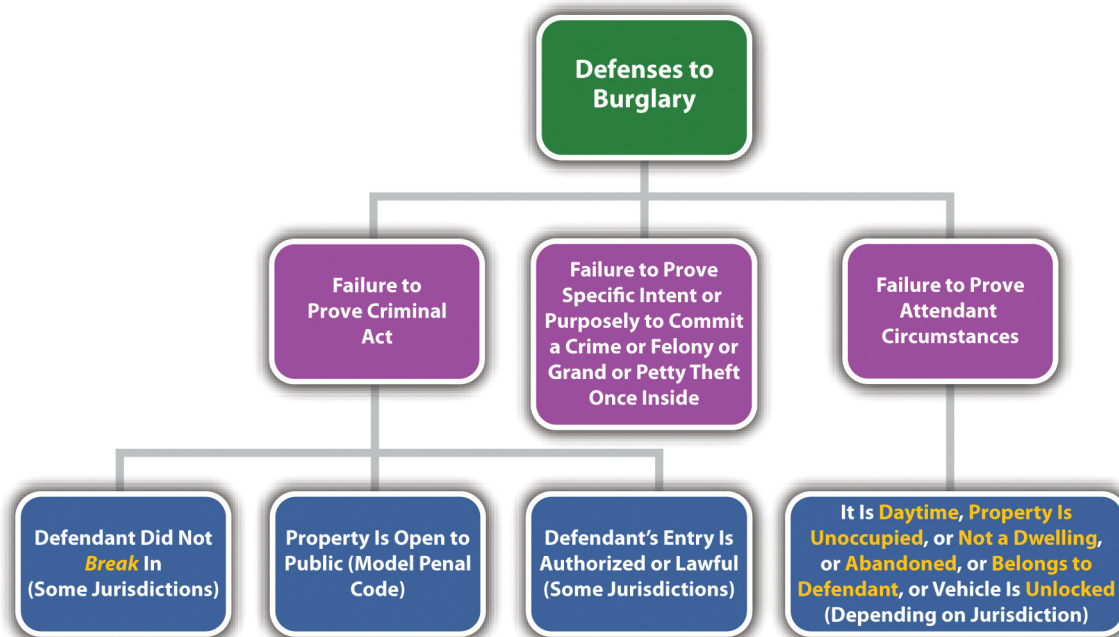 Defenses to
Burglary
Failure to
Prove Criminal
Act
Failure to Prove
Specific Intent or
Purposely to Commit
a Crime or Felony or
Grand or Petty Theft
Once Inside
Failure to Prove
Attendant
Circumstances
Defendant Did Not
Break In
(Some Jurisdictions)
Property Is Open to
Public (Model Penal
Code)
Defendant’s Entry Is
Authorized or Lawful
(Some Jurisdictions)
It Is Daytime, Property Is
Unoccupied, or Not a Dwelling,
or Abandoned, or Belongs to
Defendant, or Vehicle Is Unlocked
(Depending on Jurisdiction)